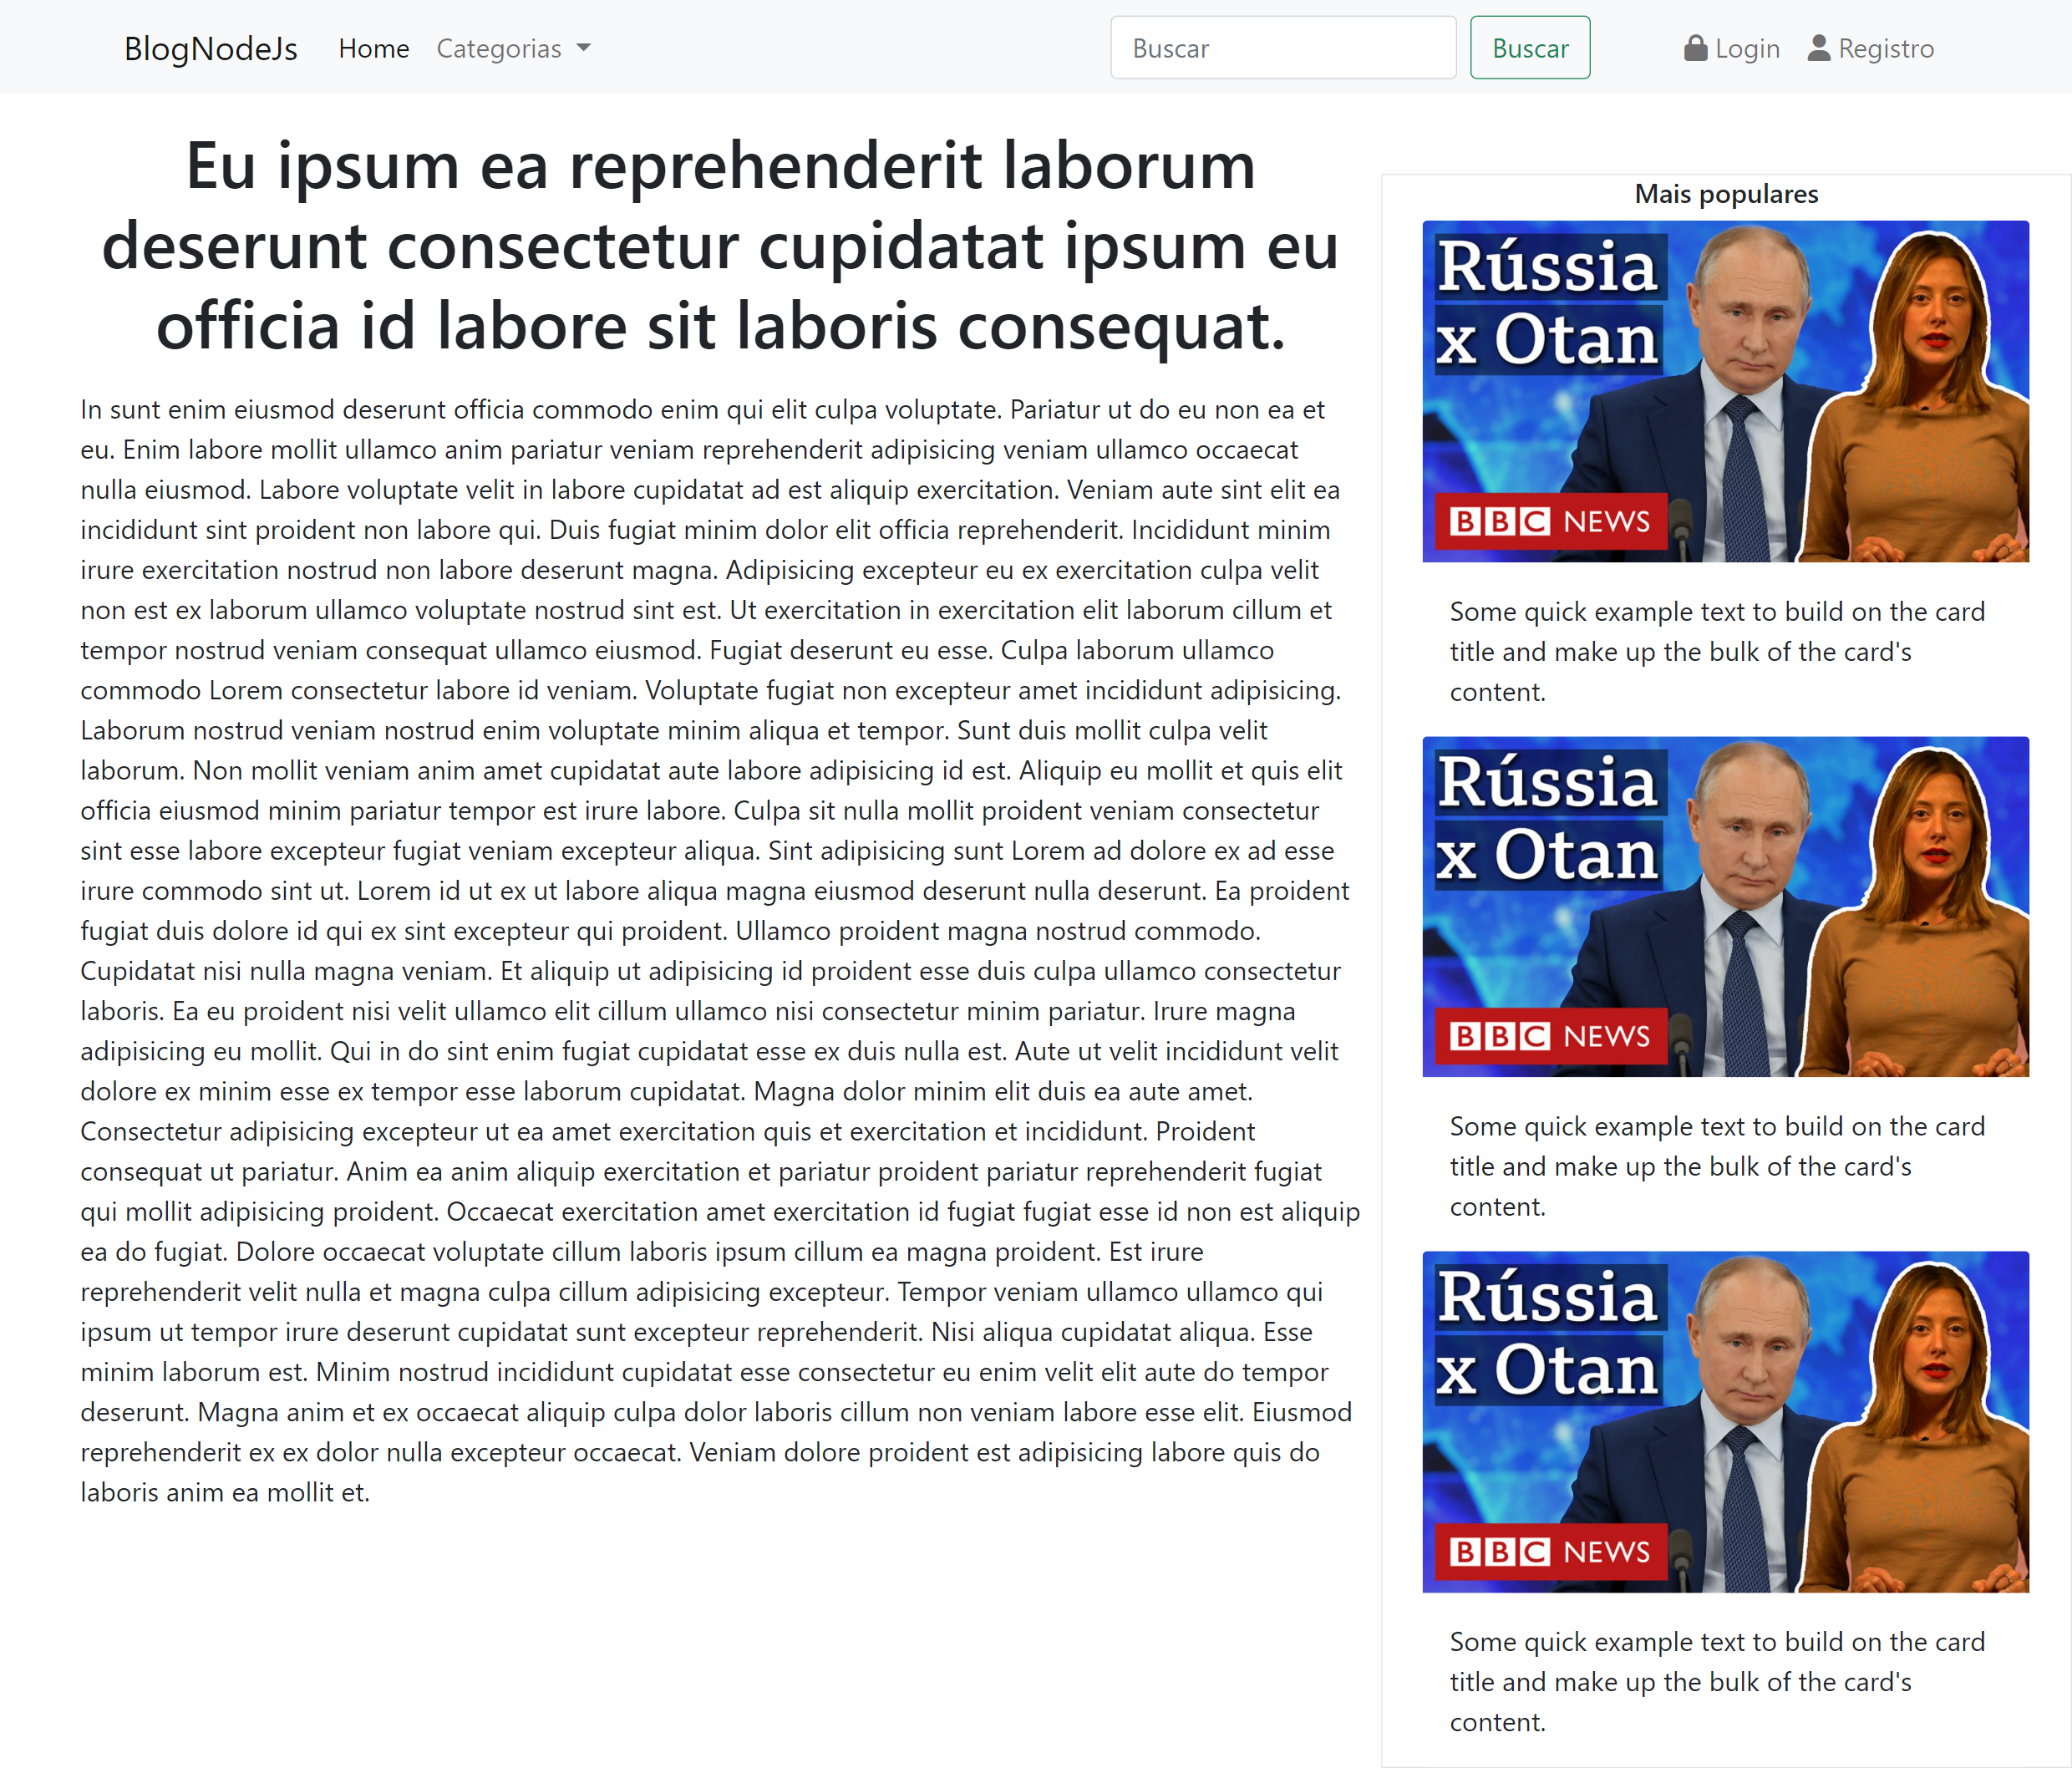 BlogNodeJs Home Categorias Buscar Buscar Login Registro
Eu ipsum ea reprehenderit laborum
deserunt consectetur cupidatat ipsum eu
officia id labore sit laboris consequat.
In sunt enim eiusmod deserunt officia commodo enim qui elit culpa voluptate. Pariatur ut do eu non ea et
eu. Enim labore mollit ullamco anim pariatur veniam reprehenderit adipisicing veniam ullamco occaecat
nulla eiusmod. Labore voluptate velit in labore cupidatat ad est aliquip exercitation. Veniam aute sint elit ea
incididunt sint proident non labore qui. Duis fugiat minim dolor elit officia reprehenderit. Incididunt minim
irure exercitation nostrud non labore deserunt magna. Adipisicing excepteur eu ex exercitation culpa velit
non est ex laborum ullamco voluptate nostrud sint est. Ut exercitation in exercitation elit laborum cillum et
tempor nostrud veniam consequat ullamco eiusmod. Fugiat deserunt eu esse. Culpa laborum ullamco
commodo Lorem consectetur labore id veniam. Voluptate fugiat non excepteur amet incididunt adipisicing.
Laborum nostrud veniam nostrud enim voluptate minim aliqua et tempor. Sunt duis mollit culpa velit
laborum. Non mollit veniam anim amet cupidatat aute labore adipisicing id est. Aliquip eu mollit et quis elit
officia eiusmod minim pariatur tempor est irure labore. Culpa sit nulla mollit proident veniam consectetur
sint esse labore excepteur fugiat veniam excepteur aliqua. Sint adipisicing sunt Lorem ad dolore ex ad esse
irure commodo sint ut. Lorem id ut ex ut labore aliqua magna eiusmod deserunt nulla deserunt. Ea proident
fugiat duis dolore id qui ex sint excepteur qui proident. Ullamco proident magna nostrud commodo.
Cupidatat nisi nulla magna veniam. Et aliquip ut adipisicing id proident esse duis culpa ullamco consectetur
laboris. Ea eu proident nisi velit ullamco elit cillum ullamco nisi consectetur minim pariatur. Irure magna
adipisicing eu mollit. Qui in do sint enim fugiat cupidatat esse ex duis nulla est. Aute ut velit incididunt velit
dolore ex minim esse ex tempor esse laborum cupidatat. Magna dolor minim elit duis ea aute amet.
Consectetur adipisicing excepteur ut ea amet exercitation quis et exercitation et incididunt. Proident
consequat ut pariatur. Anim ea anim aliquip exercitation et pariatur proident pariatur reprehenderit fugiat
qui mollit adipisicing proident. Occaecat exercitation amet exercitation id fugiat fugiat esse id non est aliquip
ea do fugiat. Dolore occaecat voluptate cillum laboris ipsum cillum ea magna proident. Est irure
reprehenderit velit nulla et magna culpa cillum adipisicing excepteur. Tempor veniam ullamco ullamco qui
ipsum ut tempor irure deserunt cupidatat sunt excepteur reprehenderit. Nisi aliqua cupidatat aliqua. Esse
minim laborum est. Minim nostrud incididunt cupidatat esse consectetur eu enim velit elit aute do tempor
deserunt. Magna anim et ex occaecat aliquip culpa dolor laboris cillum non veniam labore esse elit. Eiusmod
reprehenderit ex ex dolor nulla excepteur occaecat. Veniam dolore proident est adipisicing labore quis do
laboris anim ea mollit et.
Mais populares
Rússia
x Otan
BBC NEWS
Some quick example text to build on the card
title and make up the bulk of the card's
content.
Rússia
x Otan
BBC NEWS
Some quick example text to build on the card
title and make up the bulk of the card's
content.
Rússia
x Otan
BBC NEWS
Some quick example text to build on the card
title and make up the bulk of the card's
content.